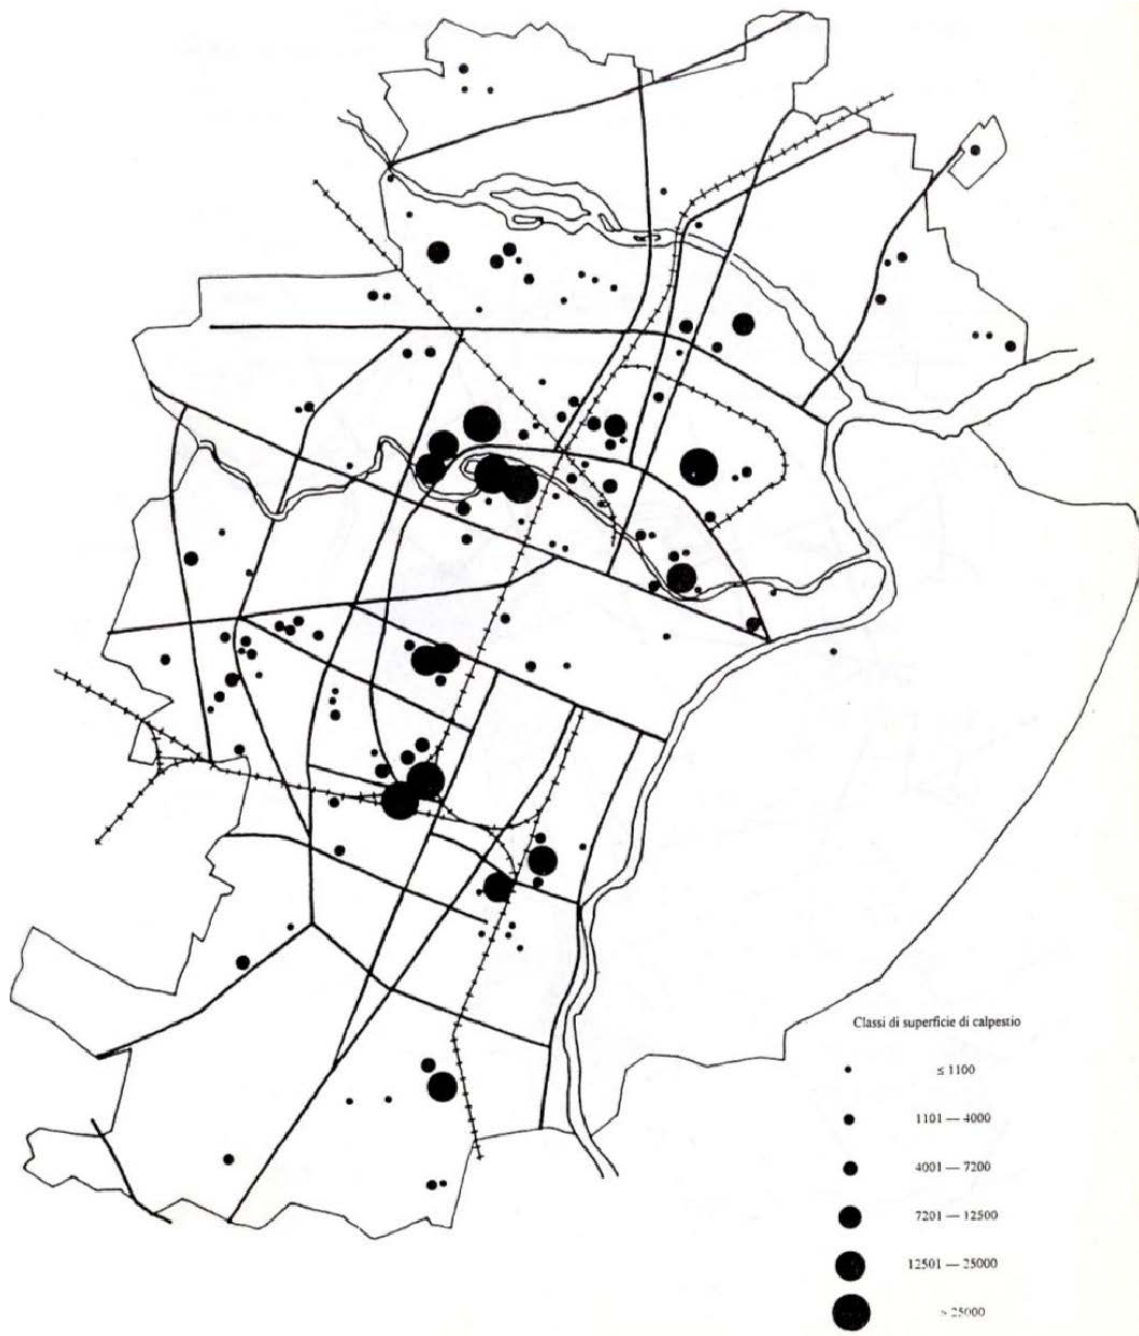 Classi di superficie di calpestio
≤ 1100
1101 — 4000
4001 — 7200
7201 — 12500
12501 — 25000
> 25000